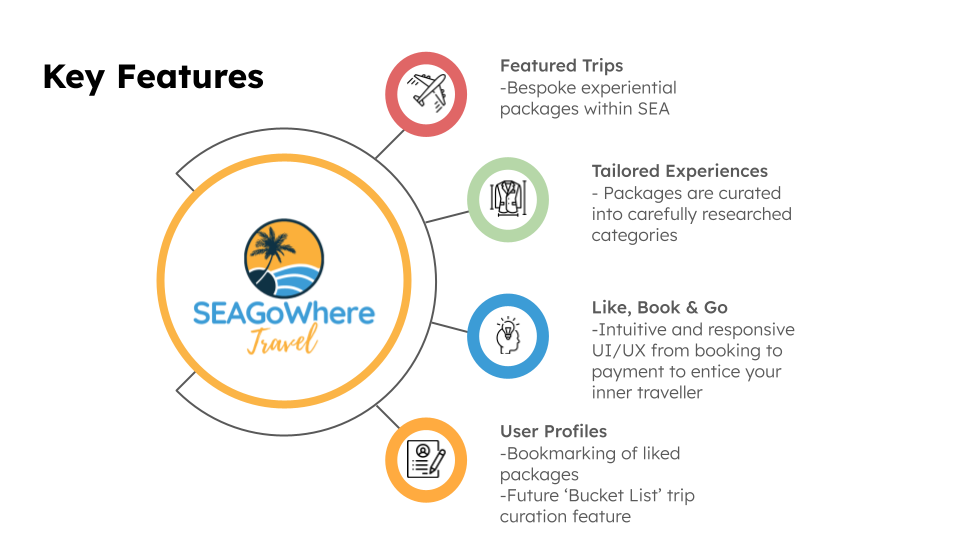 Key Features
Featured Trips
-Bespoke experiential
packages within SEA
Tailored Experiences
- Packages are curated
into carefully researched
categories
SEAGoWhere
Travel
Like, Book & Go
-Intuitive and responsive
UI/UX from booking to
payment to entice your
inner traveller
User Profiles
-Bookmarking of liked
packages
-Future ‘Bucket List’ trip
curation feature